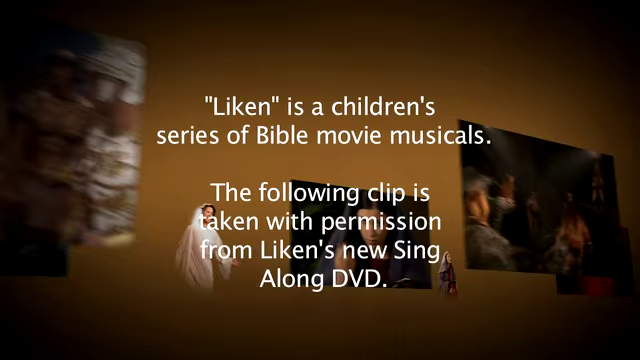 "Liken" is a children's
series of Bible movie musicals.
The following clip is
taken with permission
from Liken's new Sing
Along DVD.